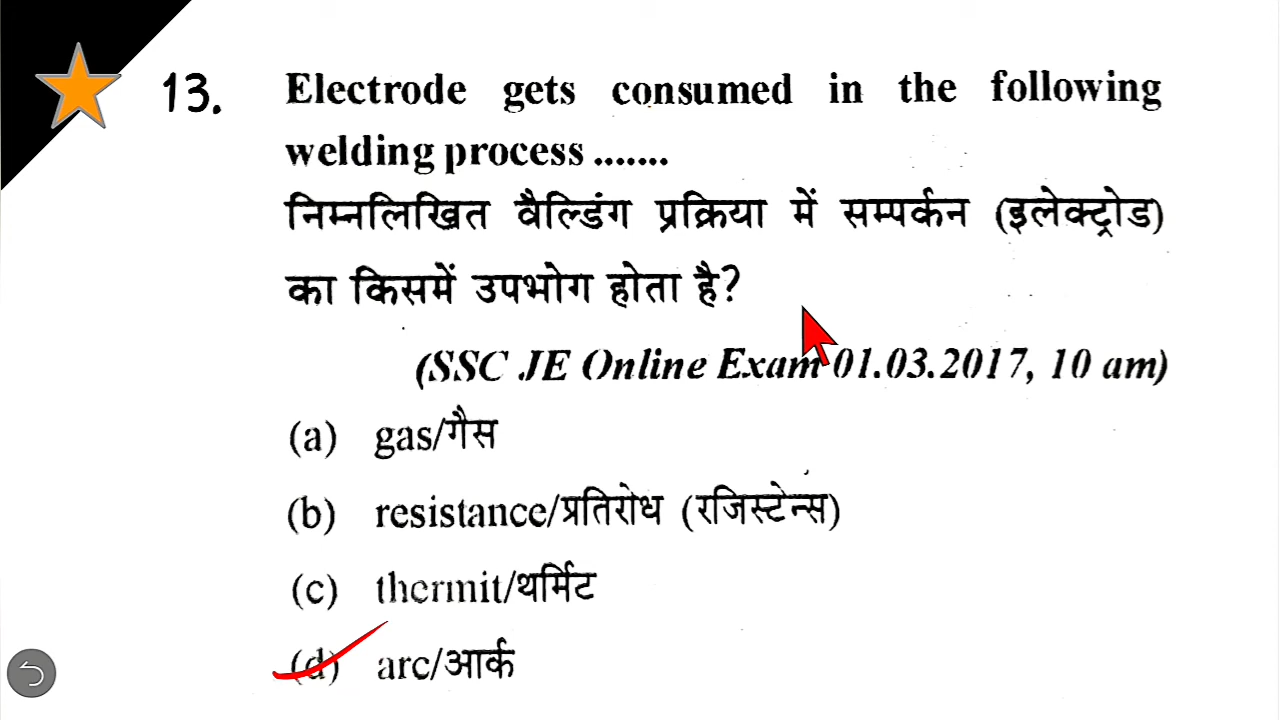 13. Electrode gets consumed in the following
welding process .......
निम्नलिखित वैल्डिंग प्रक्रिया में सम्पर्कन (इलेक्ट्रोड)
का किसमें उपभोग होता है?
(SSC JE Online Exam 01.03.2017, 10 am)
(a) gas/गैस
(b) resistance/प्रतिरोध (रजिस्टेन्स)
(c) thermit/थर्मिट
(d) arc/आर्क